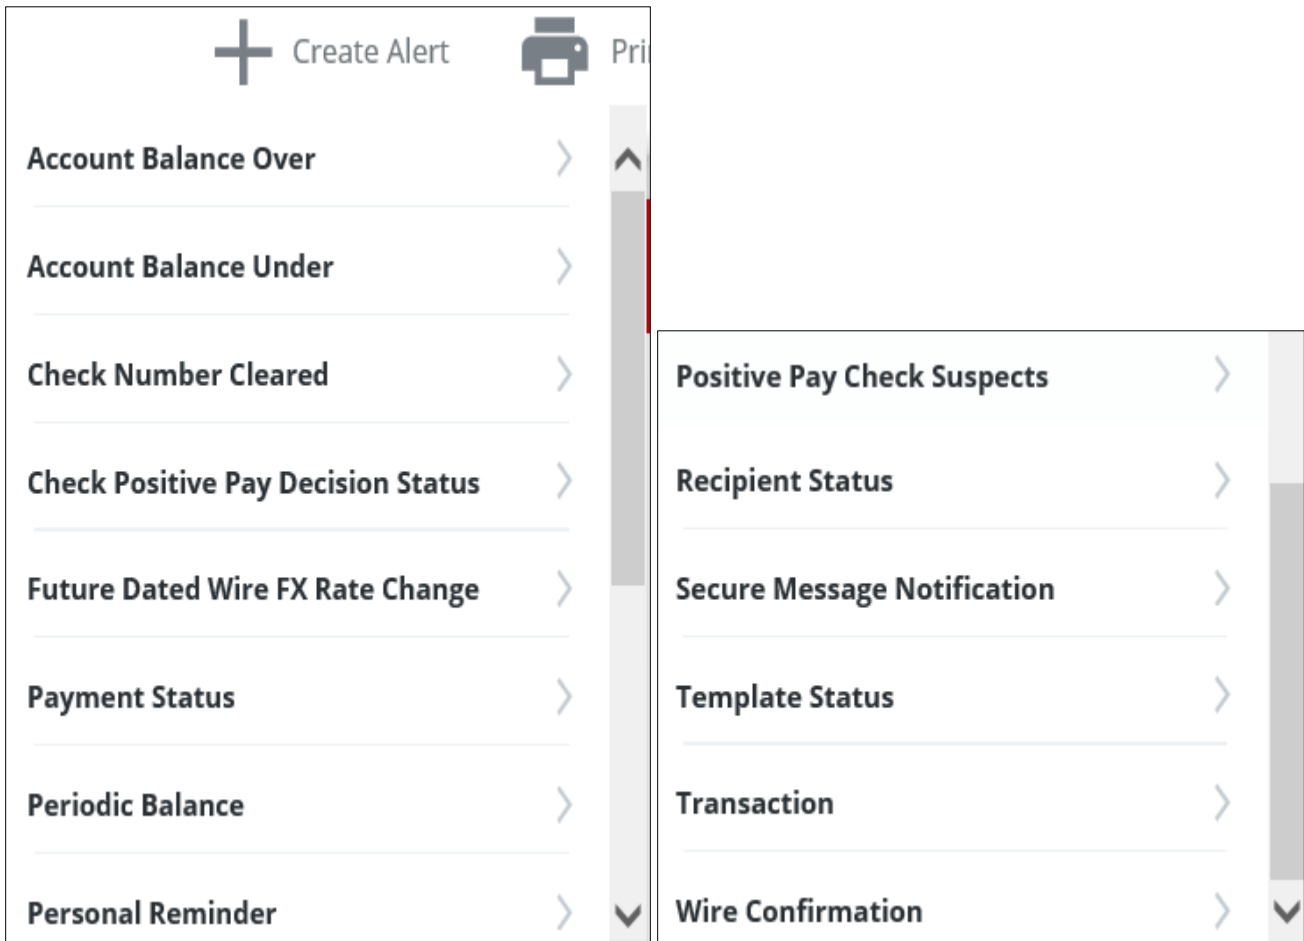 Create Alert
Account Balance Over
Account Balance Under
Check Number Cleared
Check Positive Pay Decision Status
Future Dated Wire FX Rate Change
Payment Status
Periodic Balance
Personal Reminder
Positive Pay Check Suspects
Recipient Status
Secure Message Notification
Template Status
Transaction
Wire Confirmation